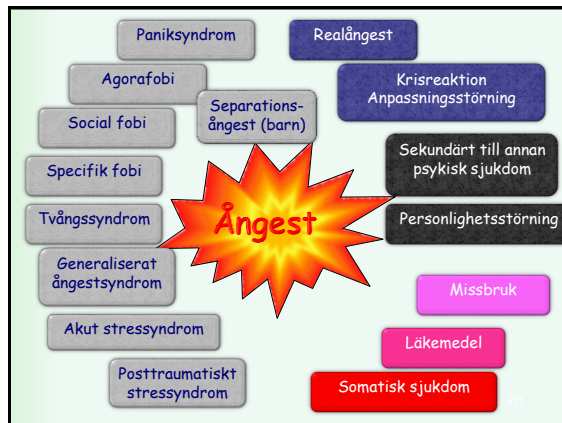 Paniksyndrom
Realångest
Agorafobi
Krisreaktion
Anpassningsstörning
Separations-
ångest (barn)
Social fobi
Sekundärt till annan
psykisk sjukdom
Specifik fobi
Tvångssyndrom
Ångest
Personlighetsstörning
Generaliserat
ångestsyndrom
Missbruk
Akut stressyndrom
Läkemedel
Posttraumatiskt
stressyndrom
Somatisk sjukdom